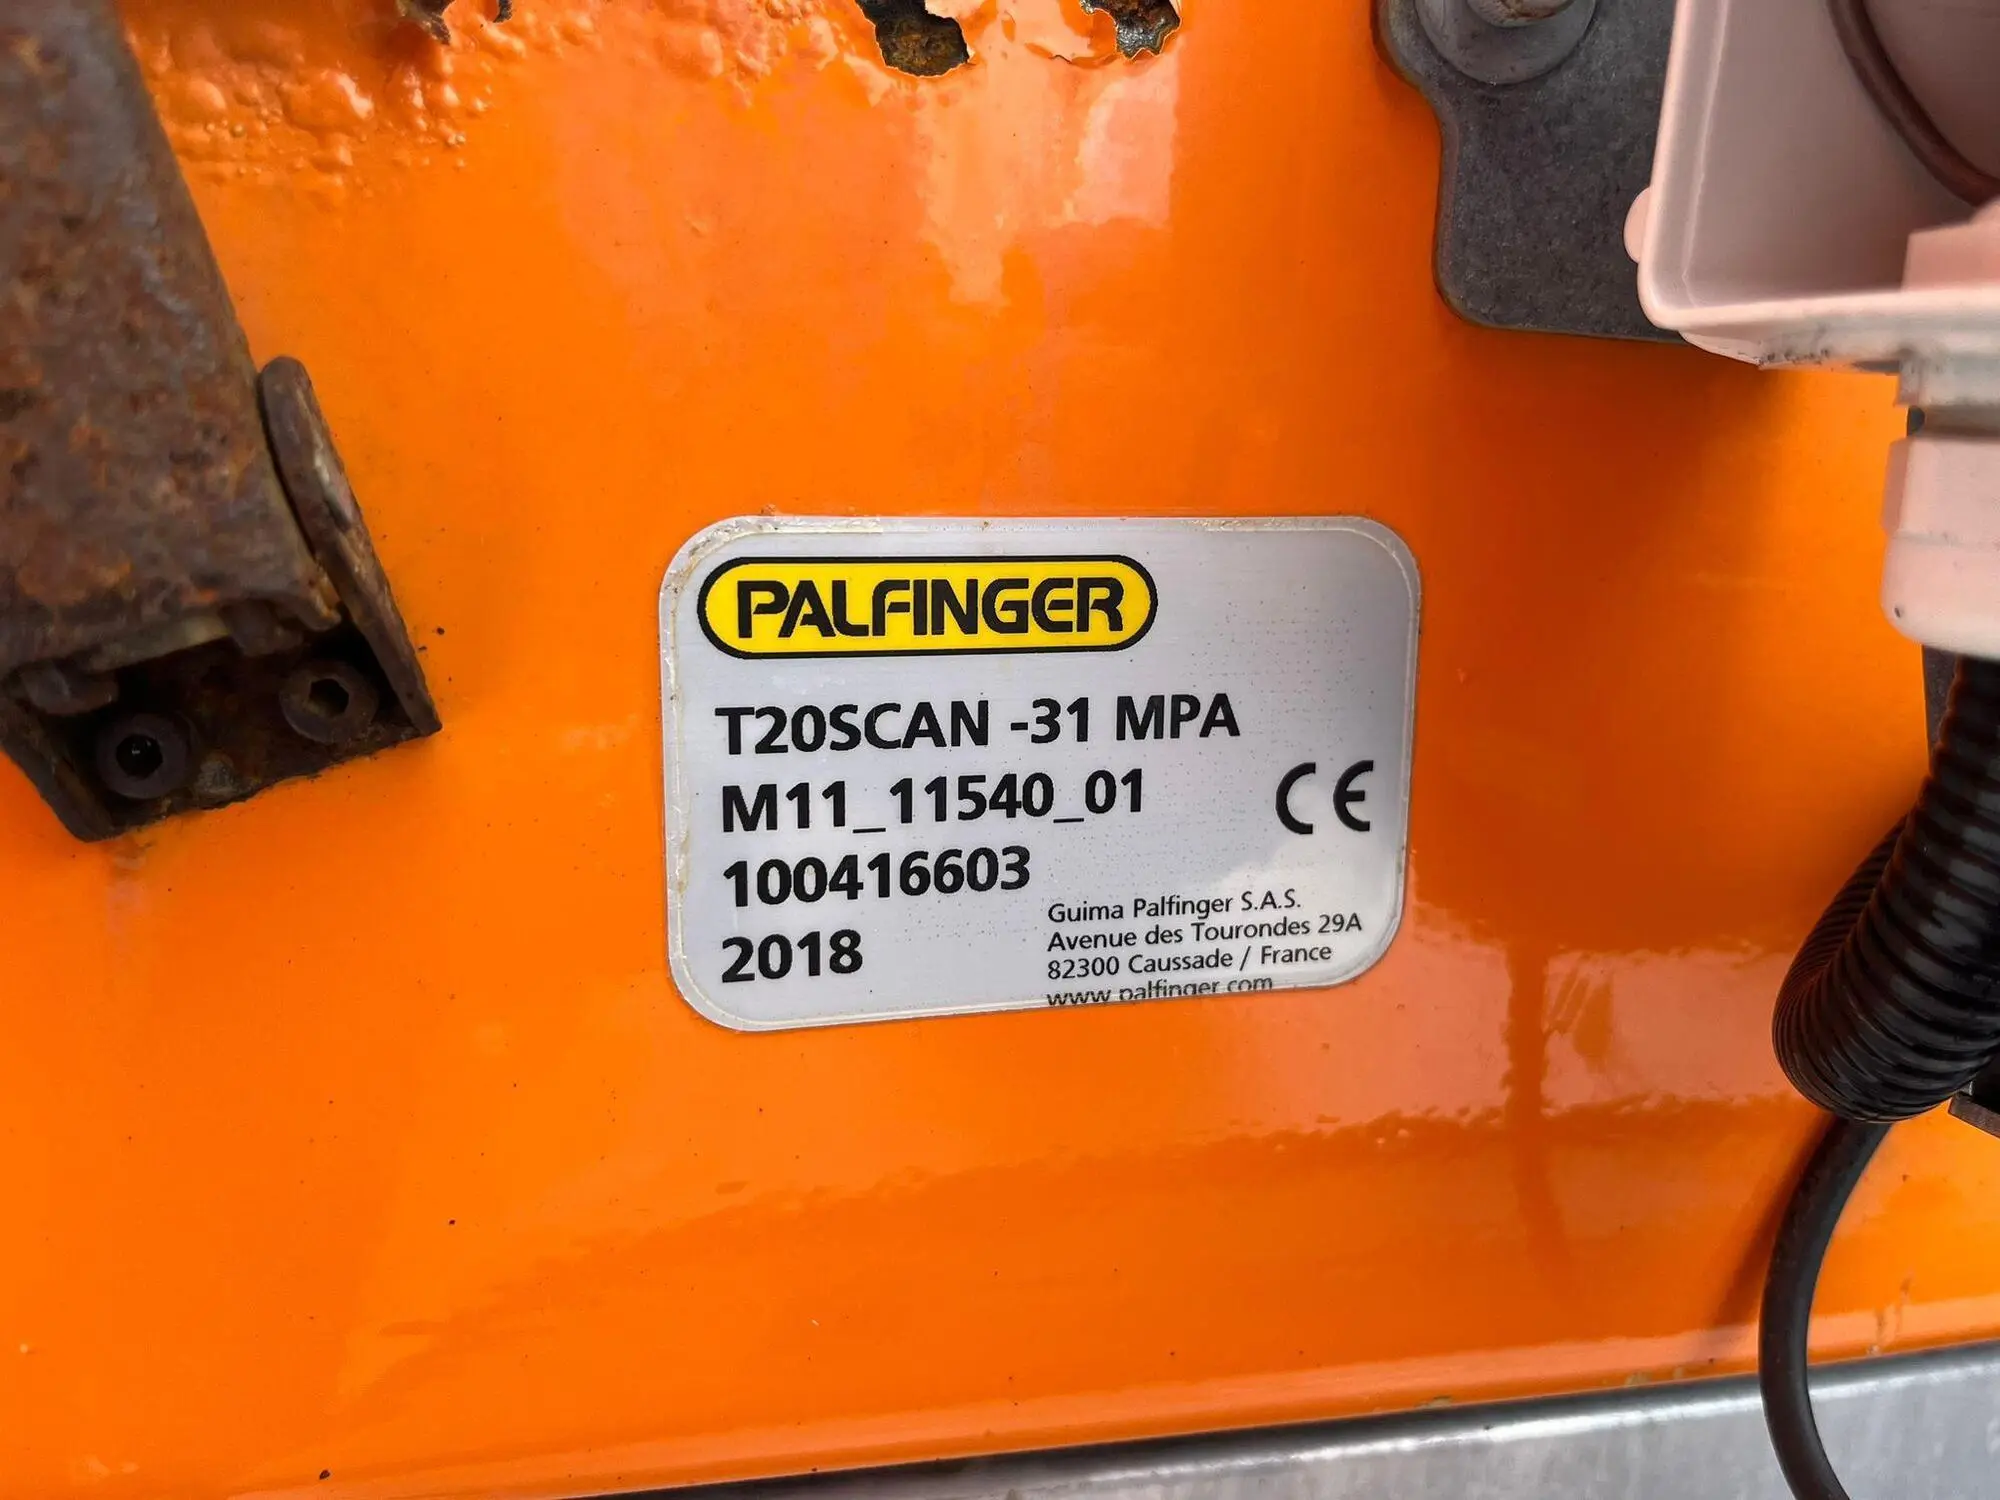 PALFINGER
T20SCAN -31 MPA
M11_11540_01
CE
100416603
2018
Guima Palfinger S.A.S.
Avenue des Tourondes 29A
82300 Caussade / France
www.palfinger.com